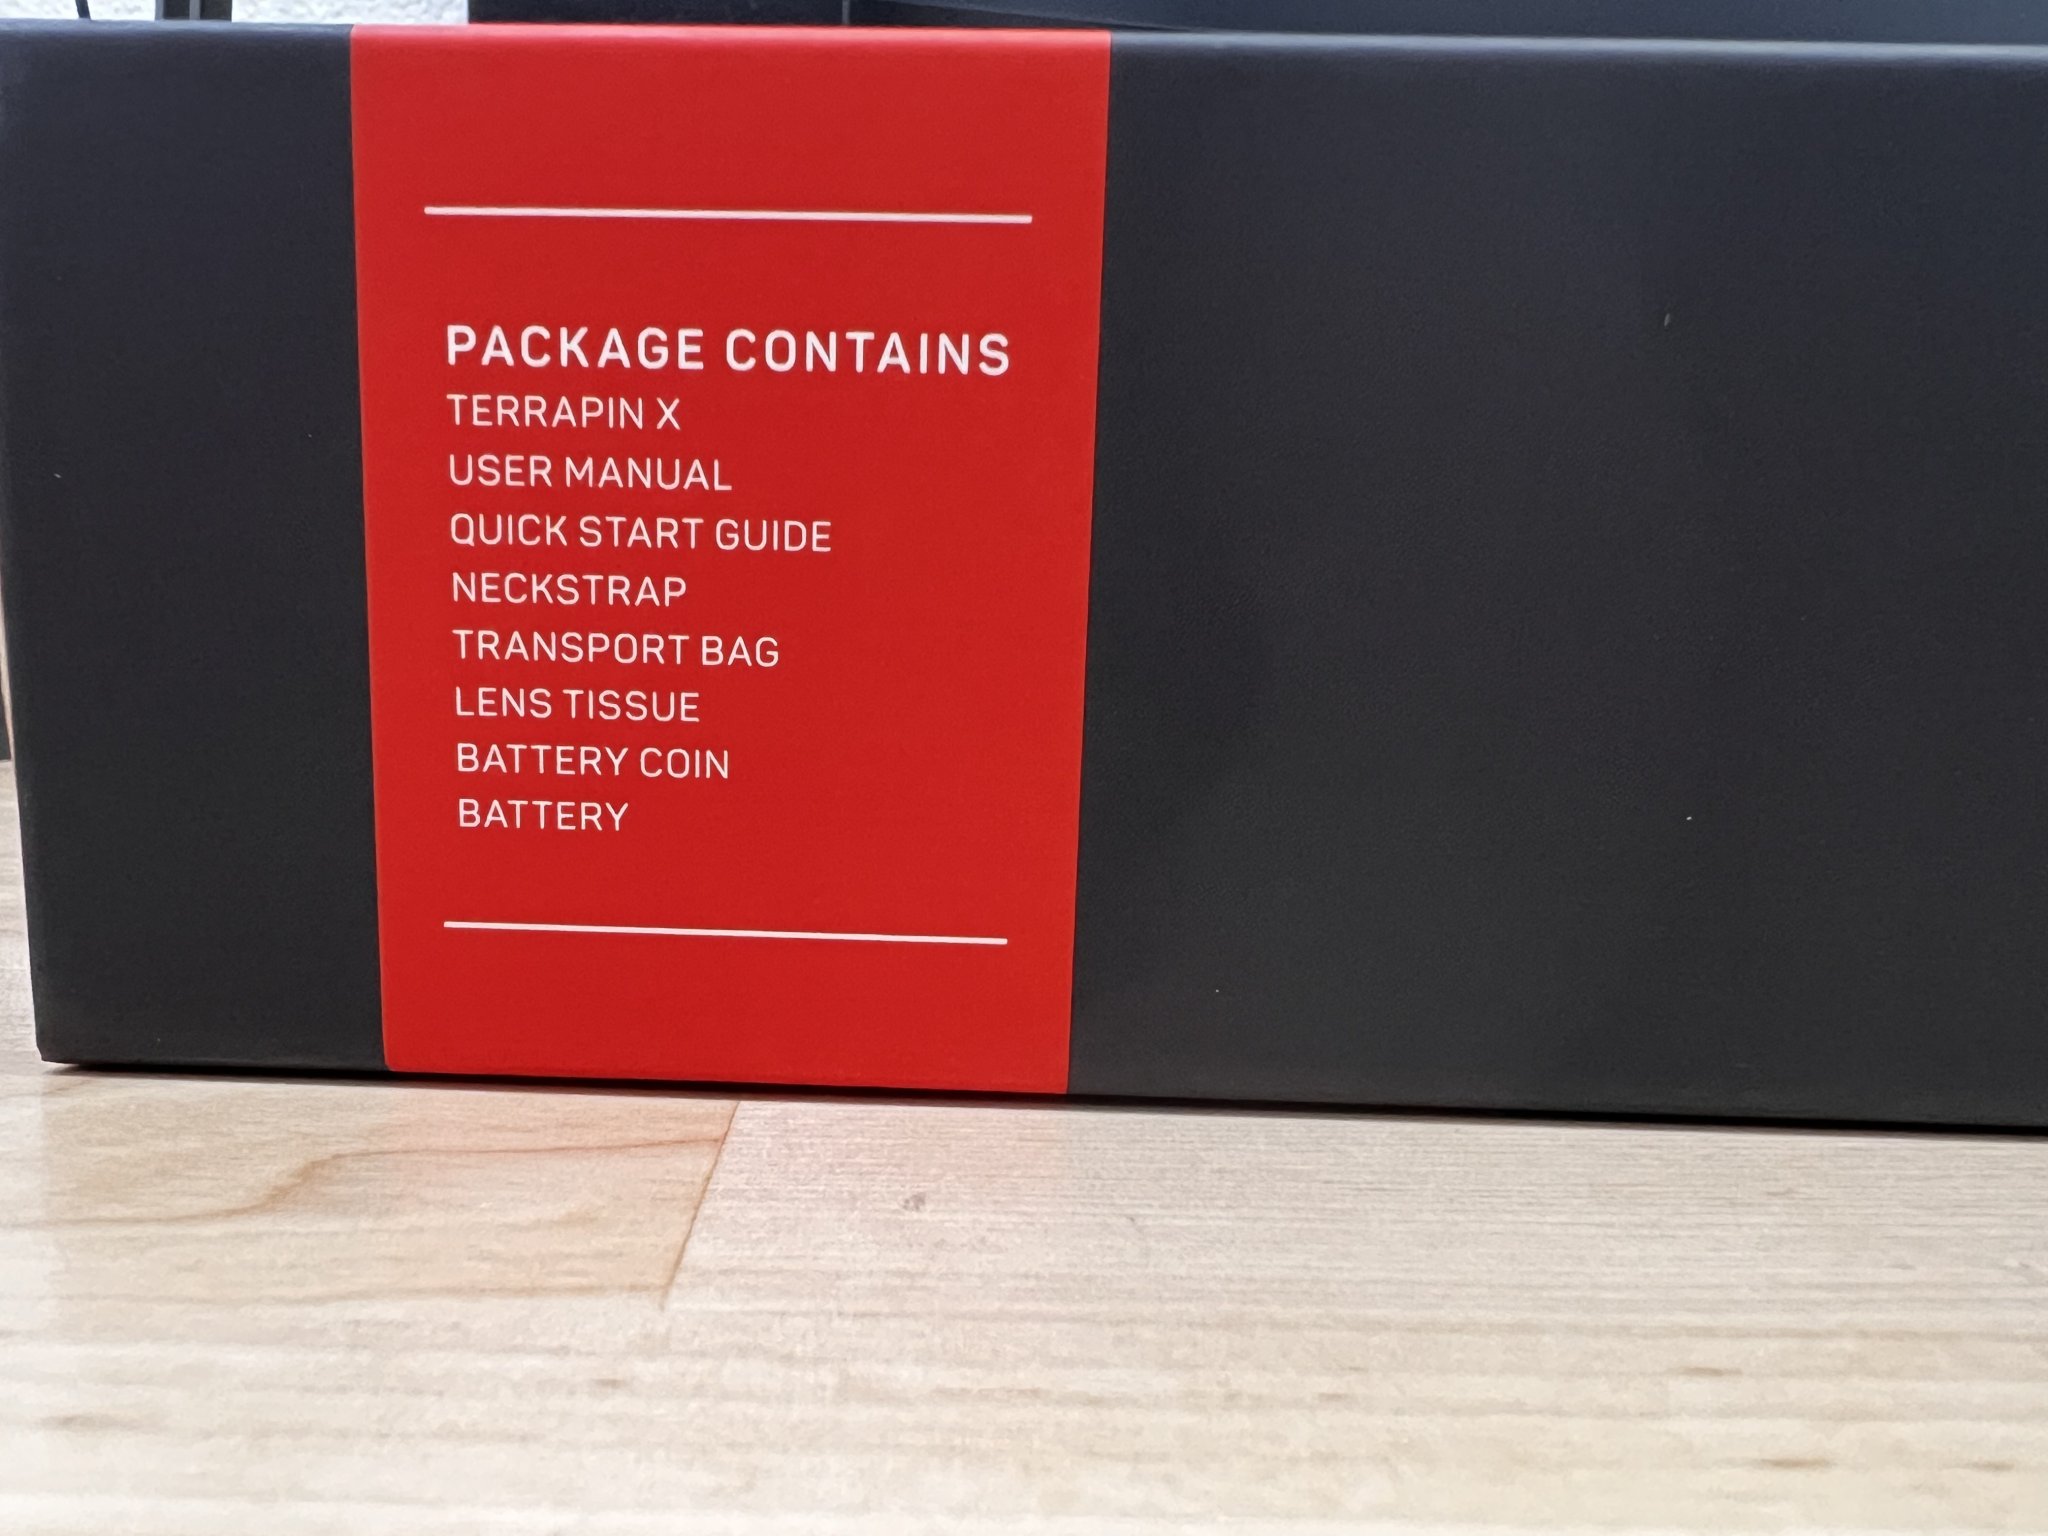 PACKAGE CONTAINS
TERRAPIN X
USER MANUAL
QUICK START GUIDE
NECKSTRAP
TRANSPORT BAG
LENS TISSUE
BATTERY COIN
BATTERY